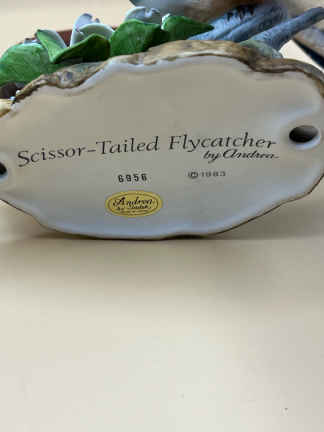 Scissor-Tailed Flycatcher
by Andrea
6956 ©1983
Andrea
by Sadek